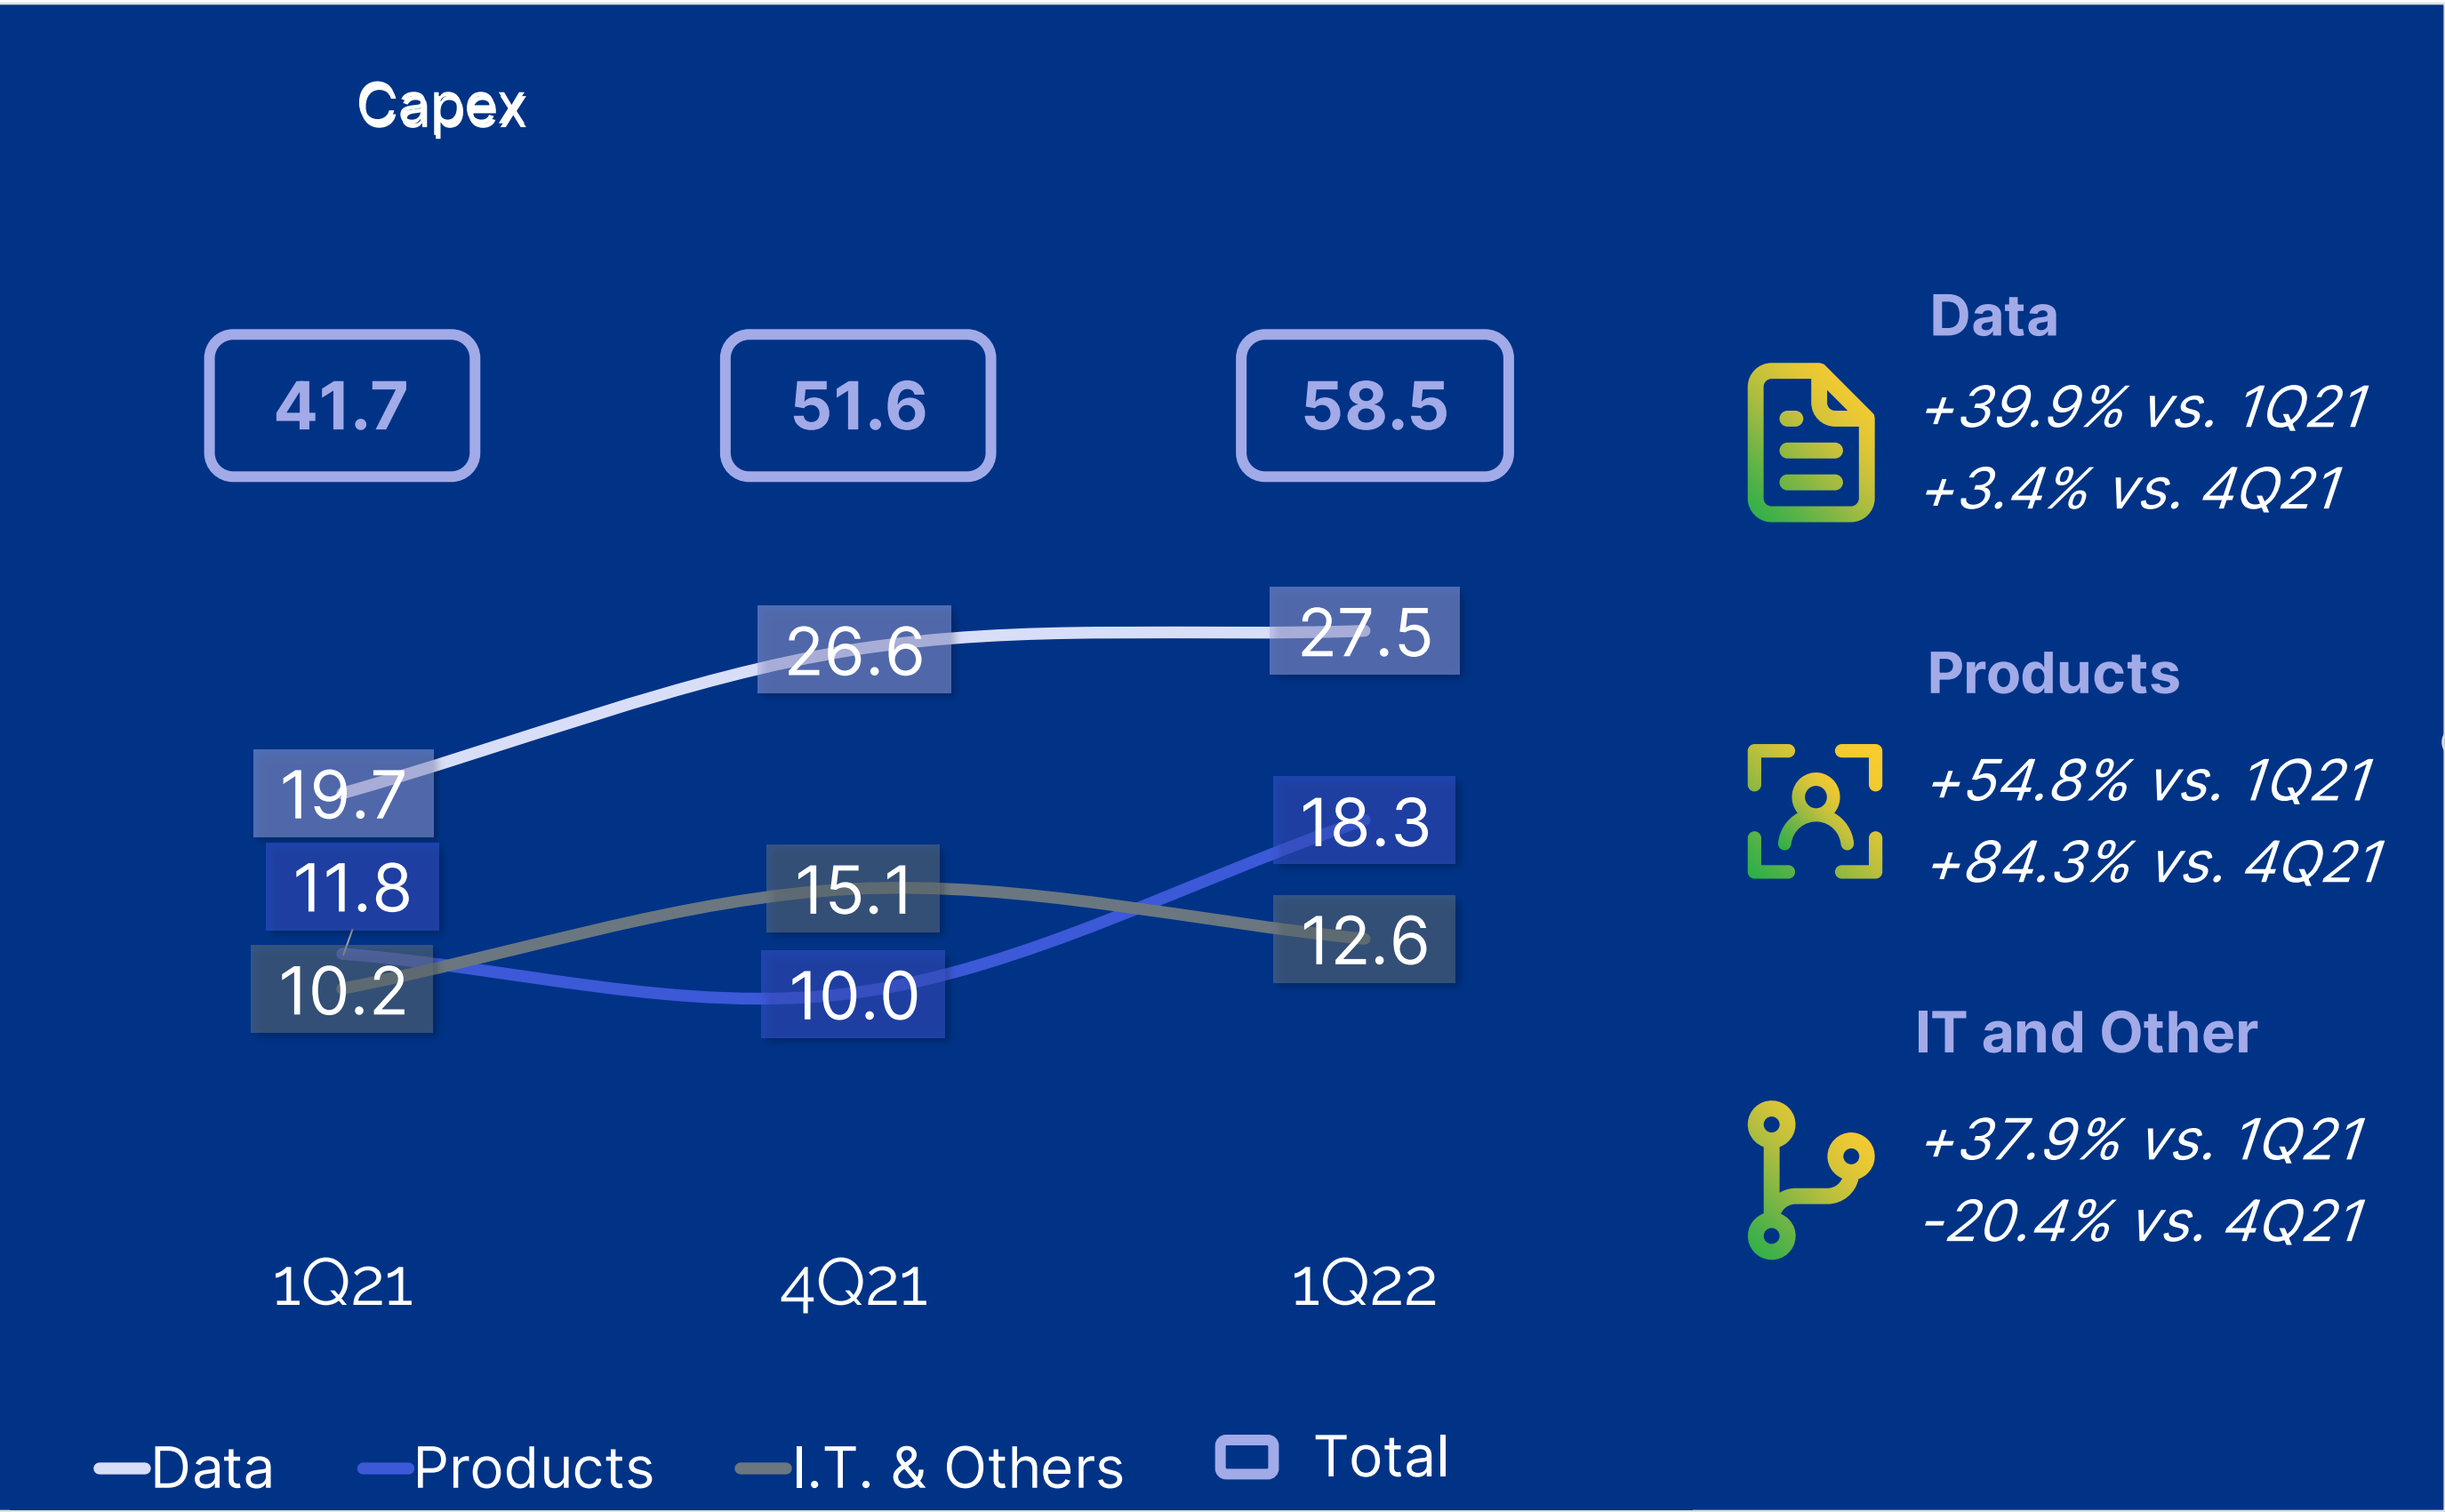 Capex
41.7
51.6
58.5
26.6
27.5
19.7
11.8
15.1
18.3
10.2
10.0
12.6
1Q21
4Q21
1Q22
Data
Products
I.T. & Others
Total
Data
+39.9% vs. 1Q21
+3.4% vs. 4Q21
Products
+54.8% vs. 1Q21
+84.3% vs. 4Q21
IT and Other
+37.9% vs. 1Q21
-20.4% vs. 4Q21